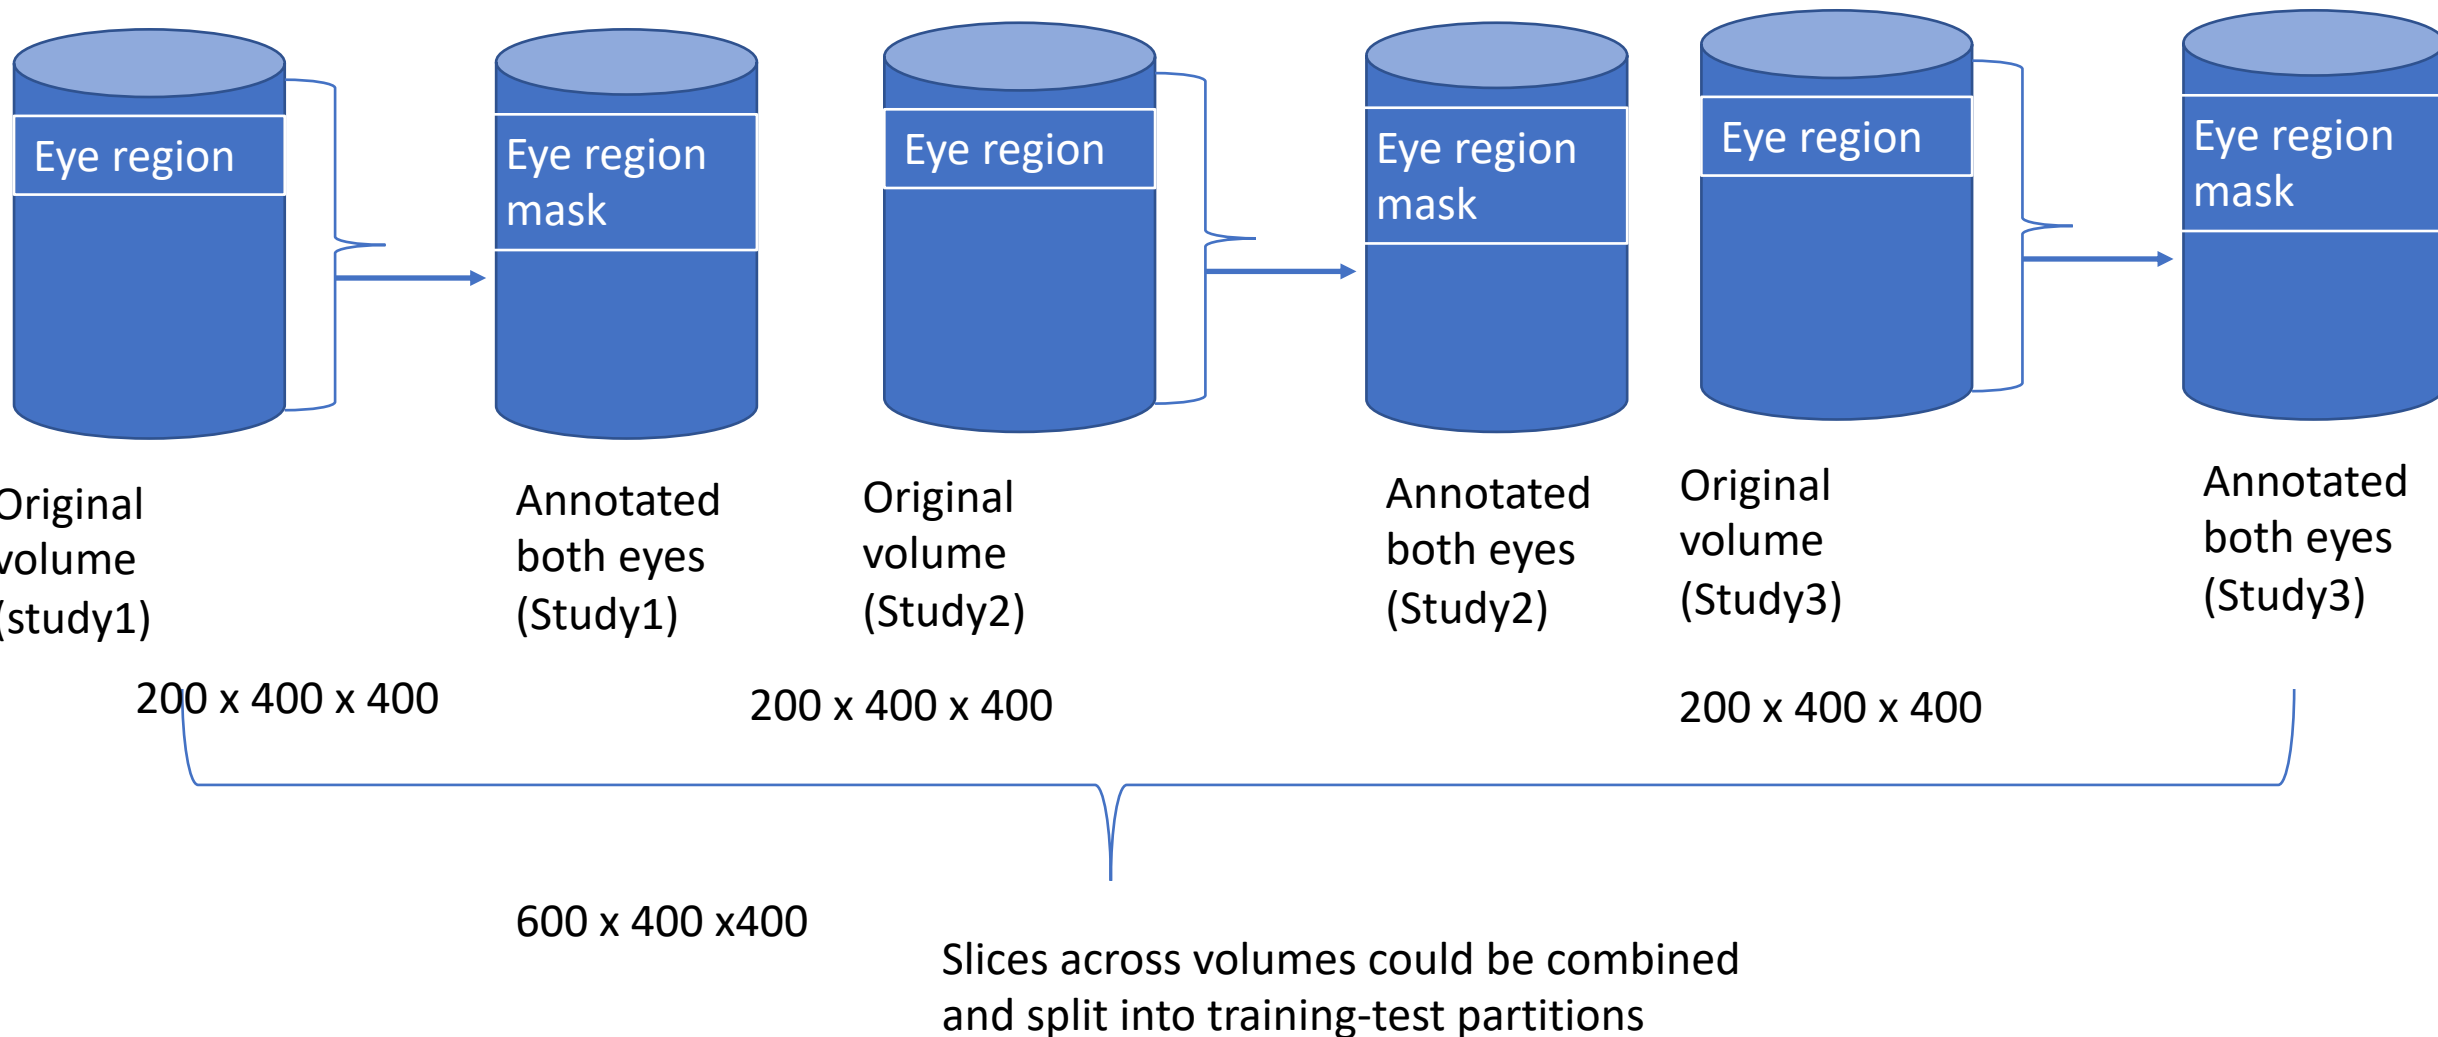 Eye region
Eye region
mask
Eye region
Eye region
mask
Eye region
Eye region
mask
Original
volume
(study1)
Annotated
both eyes
(Study1)
Original
volume
(Study2)
Annotated
both eyes
(Study2)
Original
volume
(Study3)
Annotated
both eyes
(Study3)
200 x 400 x 400
200 x 400 x 400
200 x 400 x 400
600 x 400 x400
Slices across volumes could be combined
and split into training-test partitions